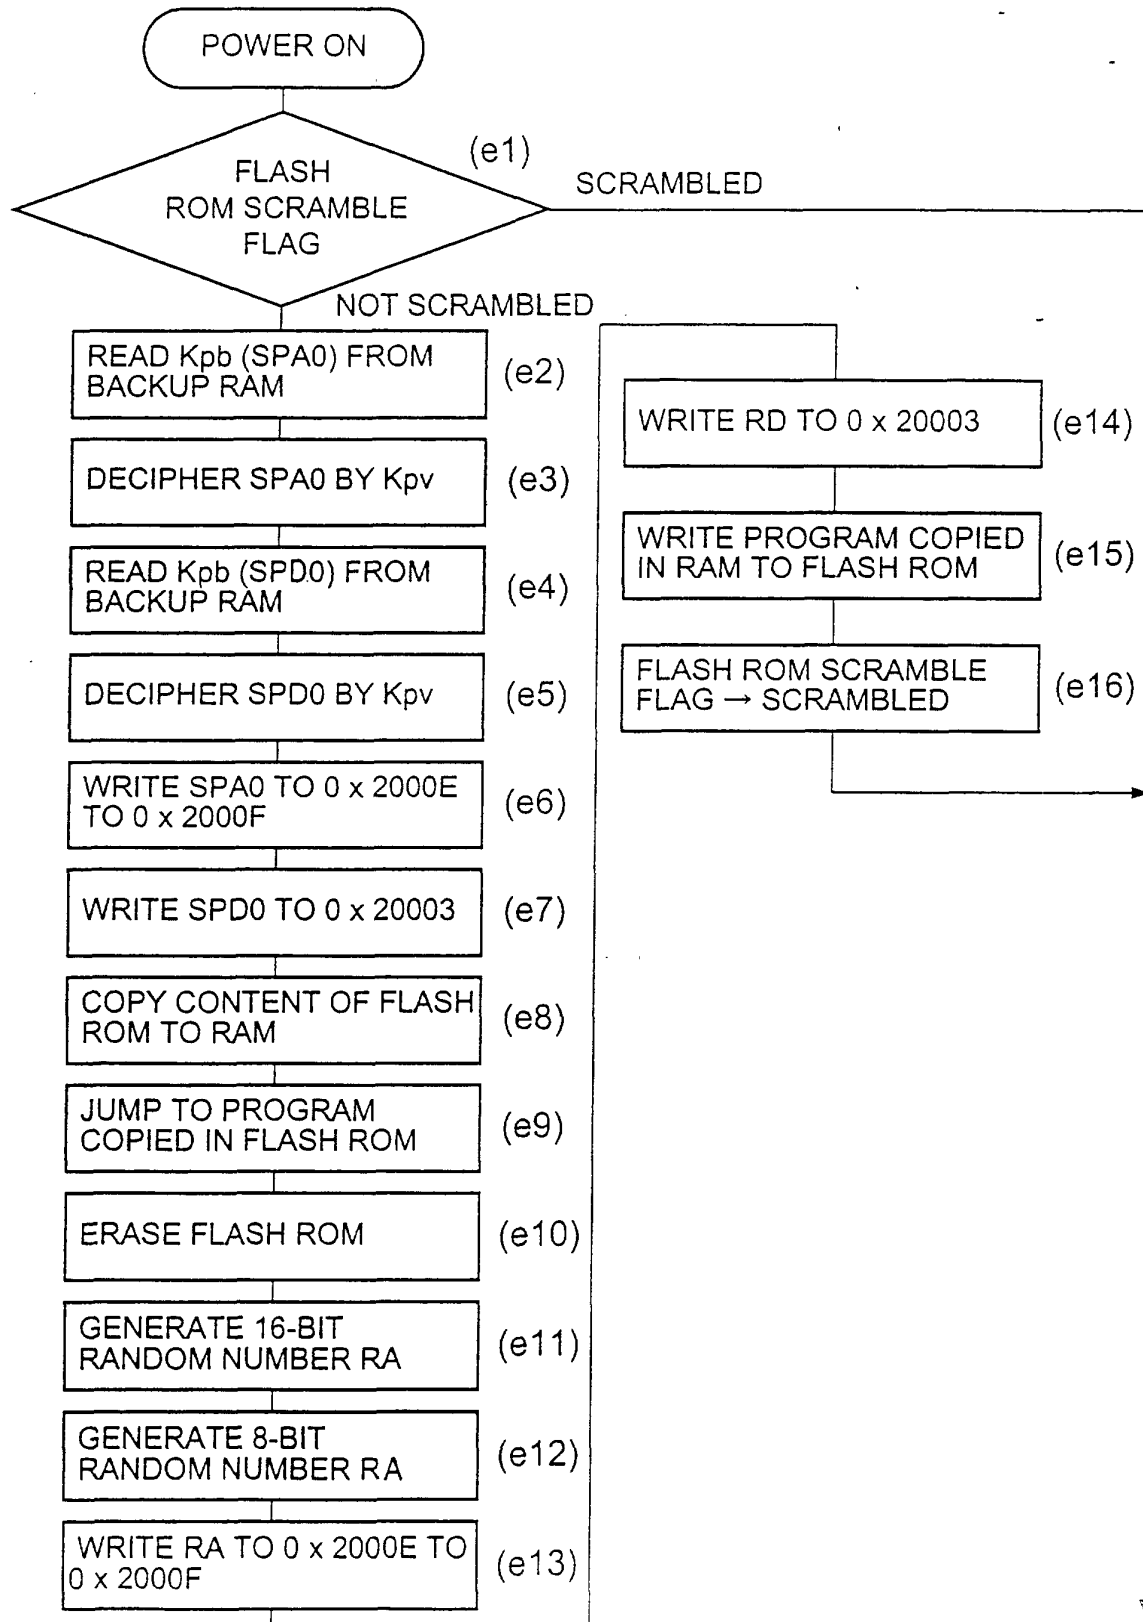 POWER ON
(e1)
FLASH
ROM SCRAMBLE
FLAG
SCRAMBLED
NOT SCRAMBLED
READ Kpb (SPA0) FROM
BACKUP RAM
(e2)
DECIPHER SPA0 BY Kpv
(e3)
READ Kpb (SPD0) FROM
BACKUP RAM
(e4)
DECIPHER SPD0 BY Kpv
(e5)
WRITE SPA0 TO 0 x 2000E
TO 0 x 2000F
(e6)
WRITE SPD0 TO 0 x 20003
(e7)
COPY CONTENT OF FLASH
ROM TO RAM
(e8)
JUMP TO PROGRAM
COPIED IN FLASH ROM
(e9)
ERASE FLASH ROM
(e10)
GENERATE 16-BIT
RANDOM NUMBER RA
(e11)
GENERATE 8-BIT
RANDOM NUMBER RA
(e12)
WRITE RA TO 0 x 2000E TO
0 x 2000F
(e13)
WRITE RD TO 0 x 20003
(e14)
WRITE PROGRAM COPIED
IN RAM TO FLASH ROM
(e15)
FLASH ROM SCRAMBLE
FLAG → SCRAMBLED
(e16)